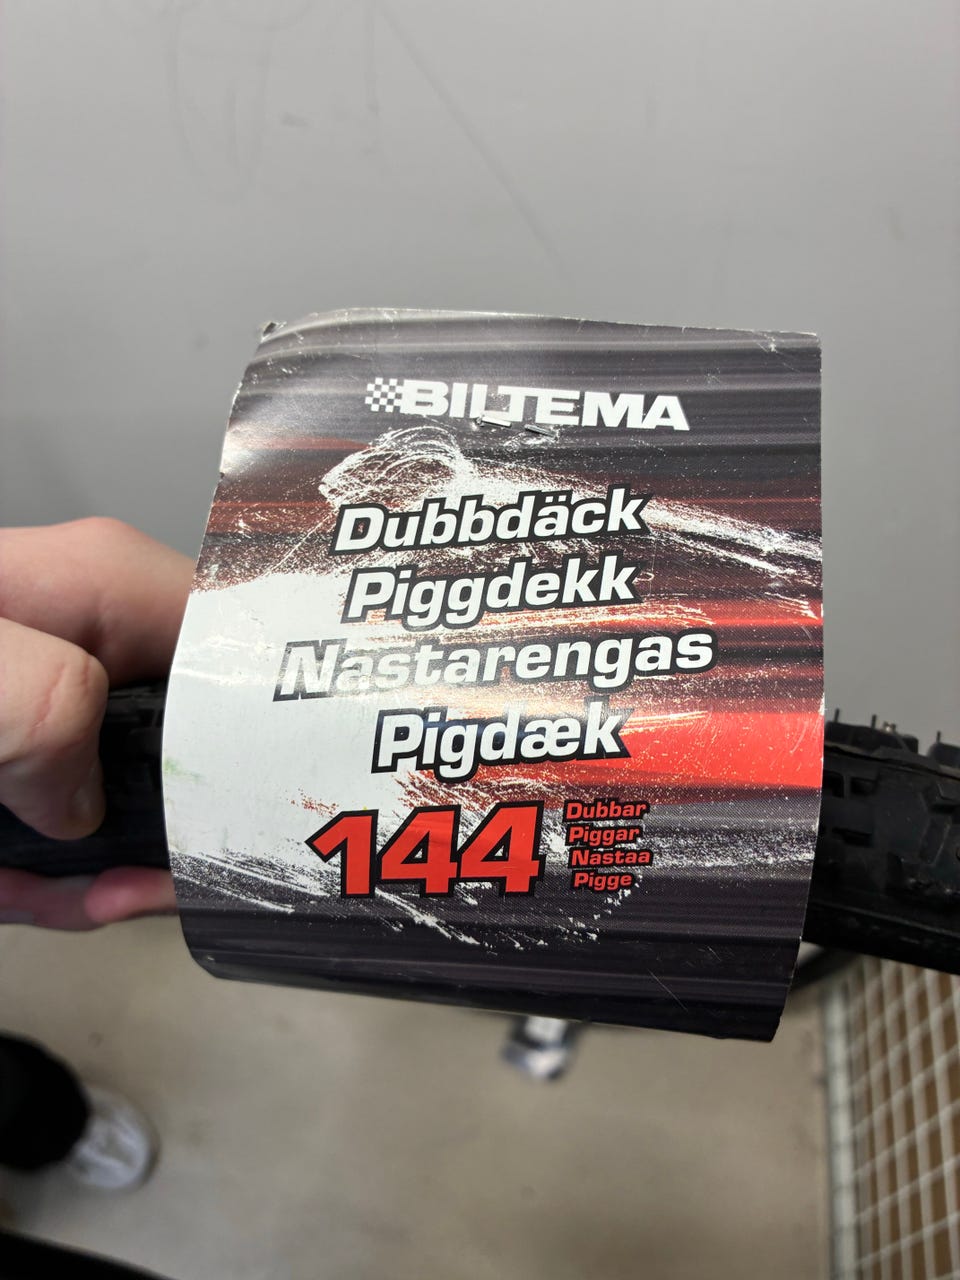 BILTEMA
Dubbdäck
Piggdekk
Nastarengas
Pigdæk
144
Dubbar
Piggar
Nastaa
Pigge